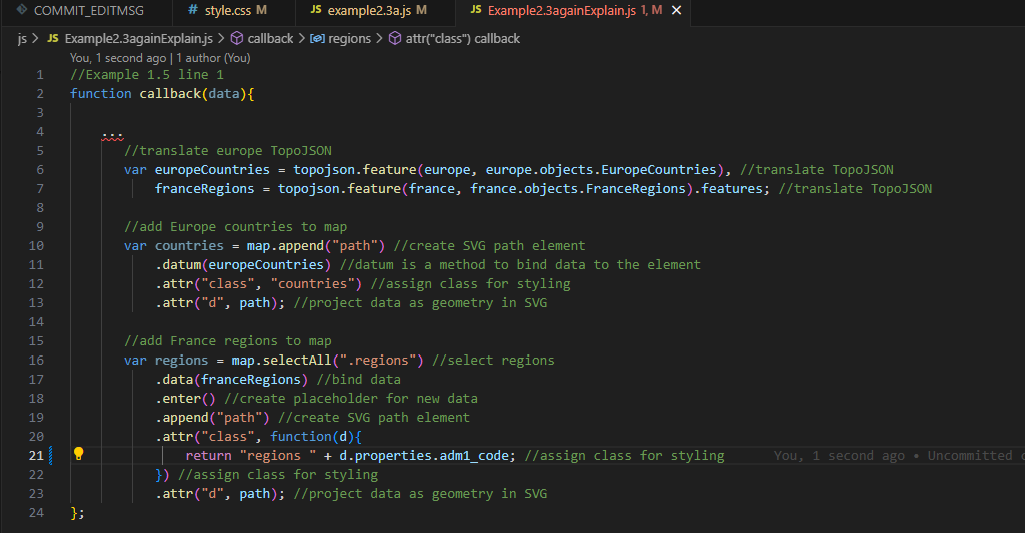 COMMIT_EDITMSG # style.css M JS example2.3a.js M JS Example2.3againExplain.js 1, M ×
js > JS Example2.3againExplain.js > callback > regions > attr("class") callback
You, 1 second ago | 1 author (You)
1 //Example 1.5 line 1
2 function callback(data){
3
4 ...
5 //translate europe TopoJSON
6 var europeCountries = topojson.feature(europe, europe.objects.EuropeCountries), //translate TopoJSON
7 franceRegions = topojson.feature(france, france.objects.FranceRegions).features; //translate TopoJSON
8
9 //add Europe countries to map
10 var countries = map.append("path") //create SVG path element
11 .datum(europeCountries) //datum is a method to bind data to the element
12 .attr("class", "countries") //assign class for styling
13 .attr("d", path); //project data as geometry in SVG
14
15 //add France regions to map
16 var regions = map.selectAll(".regions") //select regions
17 .data(franceRegions) //bind data
18 .enter() //create placeholder for new data
19 .append("path") //create SVG path element
20 .attr("class", function(d){
21 return "regions " + d.properties.adm1_code; //assign class for styling You, 1 second ago • Uncommitted
22 }) //assign class for styling
23 .attr("d", path); //project data as geometry in SVG
24 };